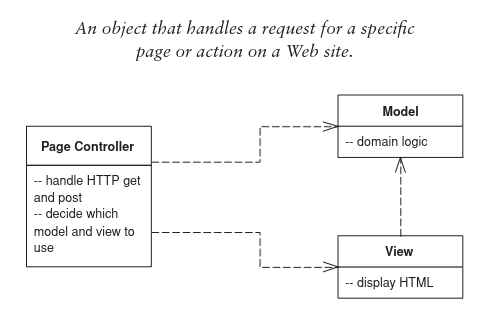 An object that handles a request for a specific
page or action on a Web site.
Page Controller
-- handle HTTP get
and post
-- decide which
model and view to
use
Model
-- domain logic
View
-- display HTML